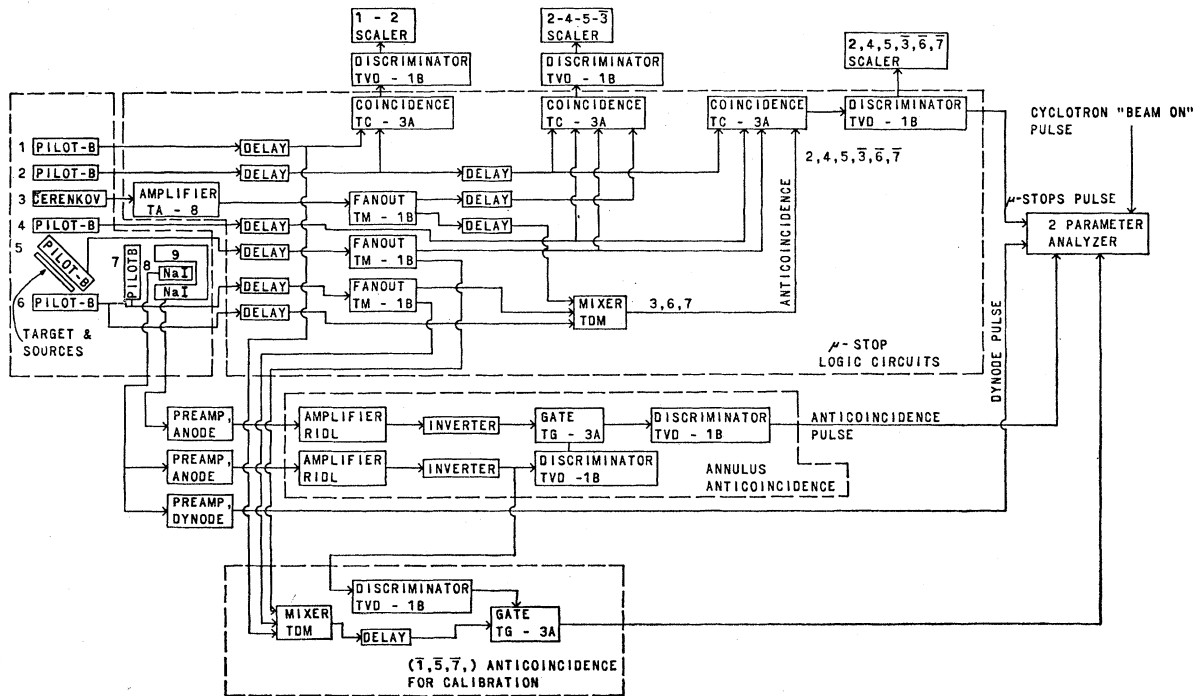 1 - 2
SCALER
2-4-5-3̅
SCALER
2,4,5,3̅,6̅,7̅
SCALER
DISCRIMINATOR
TVD - 1B
DISCRIMINATOR
TVD - 1B
COINCIDENCE
TC - 3A
COINCIDENCE
TC - 3A
COINCIDENCE
TC - 3A
DISCRIMINATOR
TVD - 1B
CYCLOTRON "BEAM ON"
PULSE
1
PILOT-B
DELAY
2,4,5,3̅,6̅,7̅
2
PILOT-B
DELAY
DELAY
3
CERENKOV
AMPLIFIER
TA - 8
FANOUT
TM - 1B
DELAY
DELAY
μ-STOPS PULSE
4
PILOT-B
DELAY
2 PARAMETER
ANALYZER
5
PILOT-B
DELAY
FANOUT
TM - 1B
ANTICOINCIDENCE
7
PILOTB
8
9
NaI
NaI
6
PILOT-B
DELAY
FANOUT
TM - 1B
DELAY
MIXER
TDM
3,6,7
TARGET &
SOURCES
μ-STOP
LOGIC CIRCUITS
DYNODE PULSE
PREAMP,
ANODE
AMPLIFIER
RIDL
INVERTER
GATE
TG - 3A
DISCRIMINATOR
TVD - 1B
ANTICOINCIDENCE
PULSE
PREAMP,
ANODE
AMPLIFIER
RIDL
INVERTER
DISCRIMINATOR
TVD -1B
ANNULUS
ANTICOINCIDENCE
PREAMP,
DYNODE
DISCRIMINATOR
TVD - 1B
MIXER
TDM
DELAY
GATE
TG - 3A
(1̅,5̅,7̅,) ANTICOINCIDENCE
FOR CALIBRATION